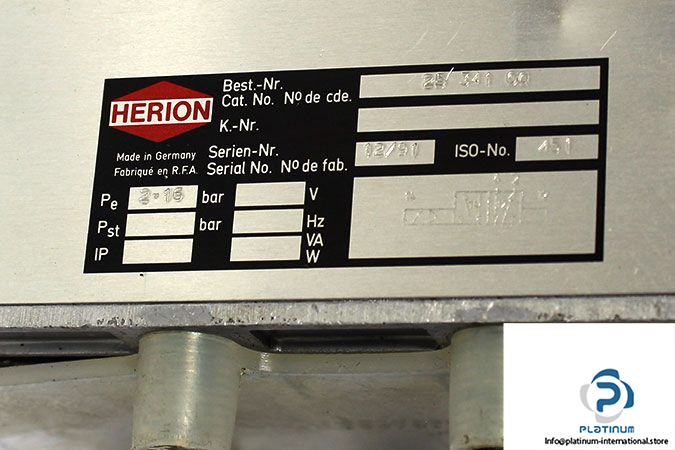 HERION
Best.-Nr.
Cat. No. Nº de cde. 25 341 00
K.-Nr.
Made in Germany
Fabriqué en R.F.A.
Serien-Nr.
Serial No. Nº de fab. 12/91 ISO-No. 451
Pe 2-16 bar V
Pst bar Hz
IP VA
W
P
PLATINUM
Info@platinum-international.store